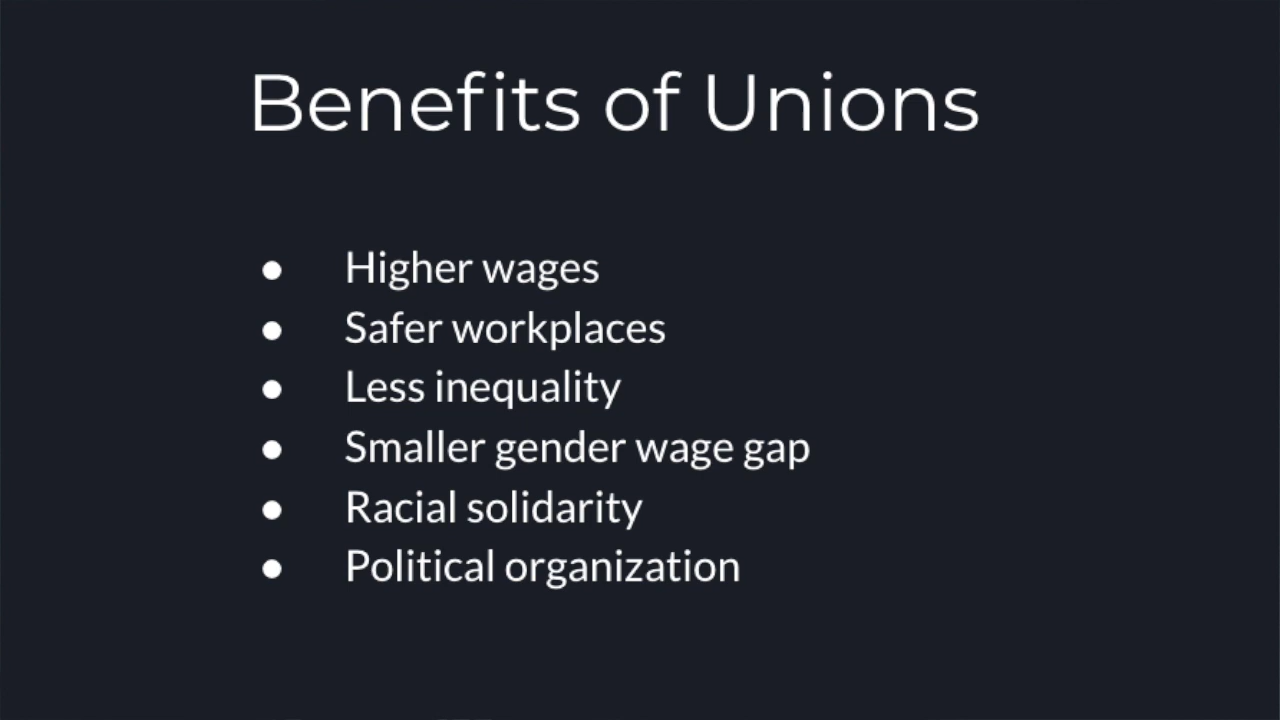 Benefits of Unions
● Higher wages
● Safer workplaces
● Less inequality
● Smaller gender wage gap
● Racial solidarity
● Political organization